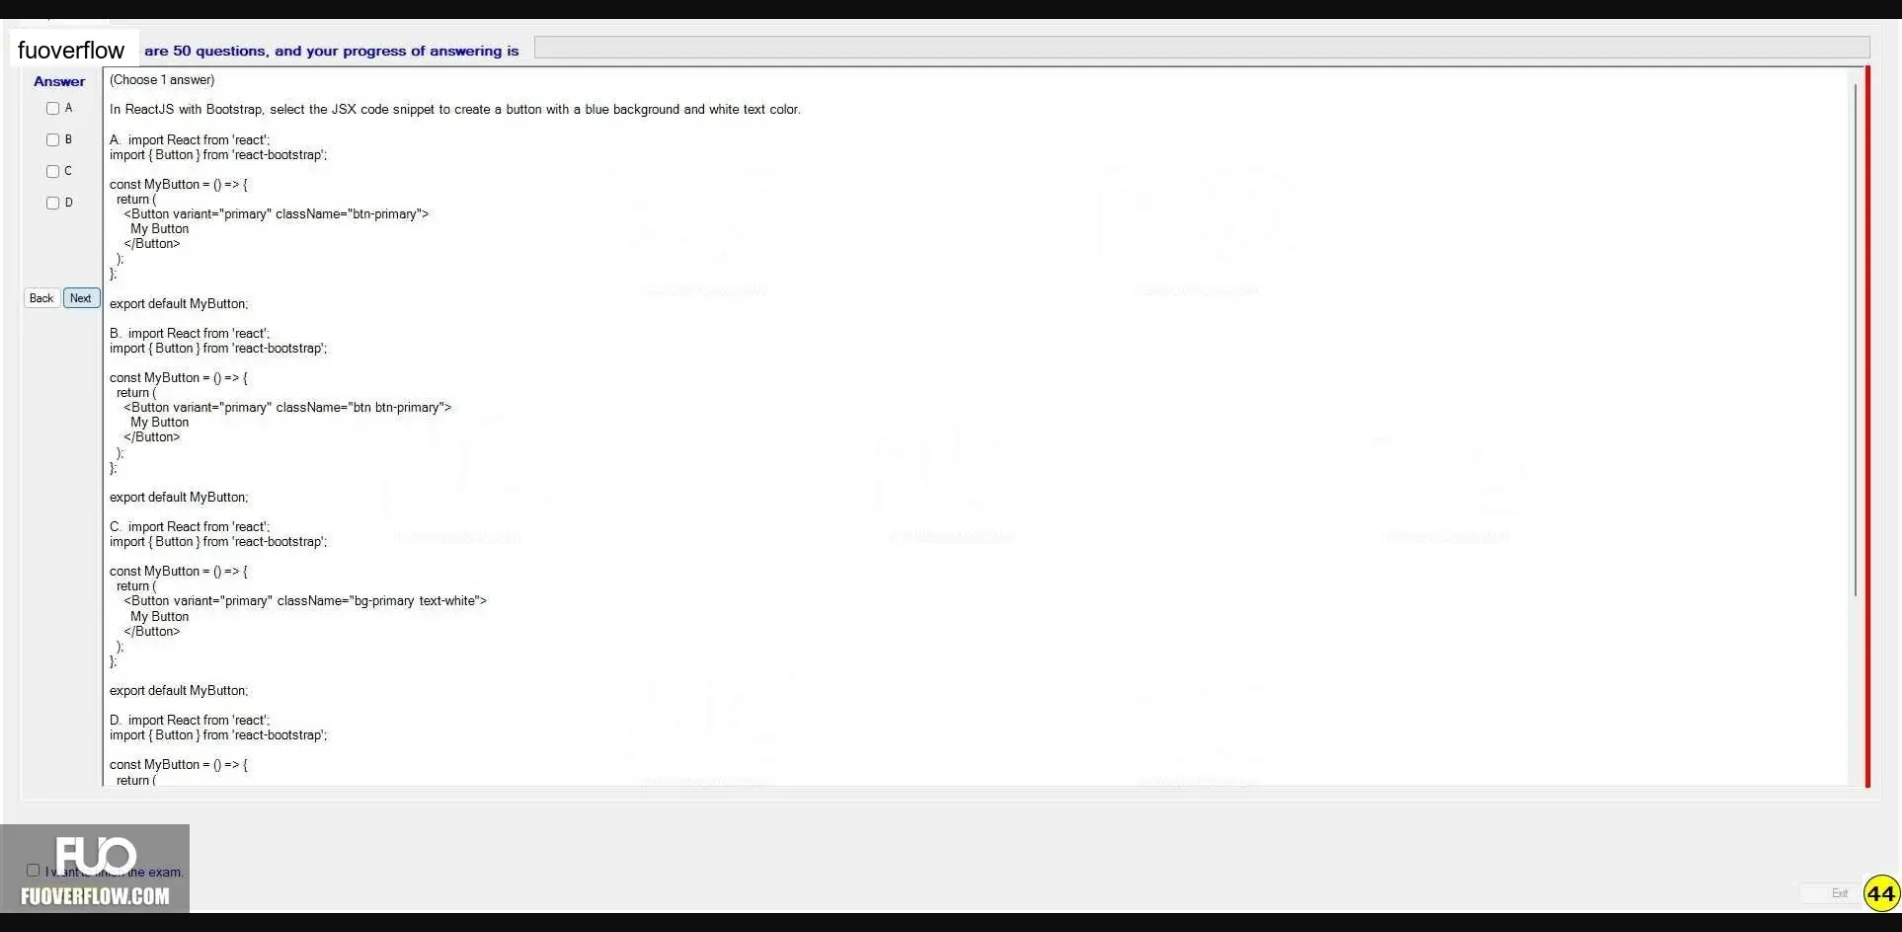 fuoverflow are 50 questions, and your progress of answering is
Answer
(Choose 1 answer)
A
B
C
D
Back Next
In ReactJS with Bootstrap, select the JSX code snippet to create a button with a blue background and white text color.
A. import React from 'react';
import { Button } from 'react-bootstrap';
const MyButton = () => {
return (
<Button variant="primary" className="btn-primary">
My Button
</Button>
);
};
export default MyButton;
B. import React from 'react';
import { Button } from 'react-bootstrap';
const MyButton = () => {
return (
<Button variant="primary" className="btn btn-primary">
My Button
</Button>
);
};
export default MyButton;
C. import React from 'react';
import { Button } from 'react-bootstrap';
const MyButton = () => {
return (
<Button variant="primary" className="bg-primary text-white">
My Button
</Button>
);
};
export default MyButton;
D. import React from 'react';
import { Button } from 'react-bootstrap';
const MyButton = () => {
return (
FUO
I want to finish the exam.
FUOVERFLOW.COM
Exit
44